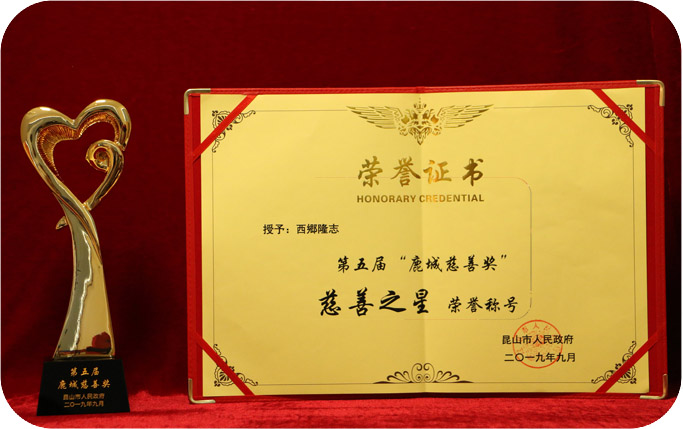 第五届
鹿城慈善奖
昆山市人民政府
二〇一九年九月
荣誉证书
HONORARY CREDENTIAL
授予：西郷隆志
第五届“鹿城慈善奖”
慈善之星 荣誉称号
昆山市人民政府
二〇一九年九月